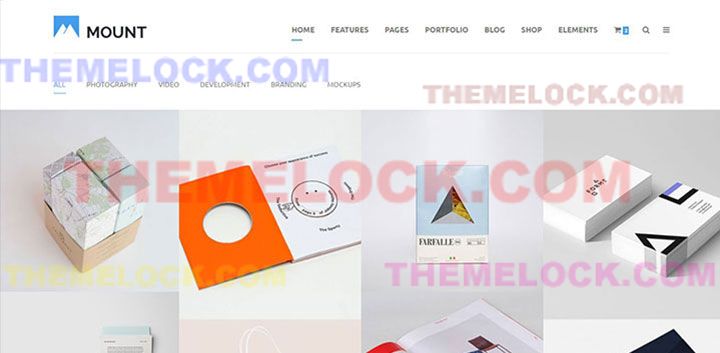 MOUNT
HOME FEATURES PAGES PORTFOLIO BLOG SHOP ELEMENTS 2
THEMELOCK.COM
ALL PHOTOGRAPHY VIDEO DEVELOPMENT BRANDING MOCKUPS
THEMELOCK.COM
THEMELOCK.COM
FARFALLE
THEMELOCK.COM
THEMELOCK.COM